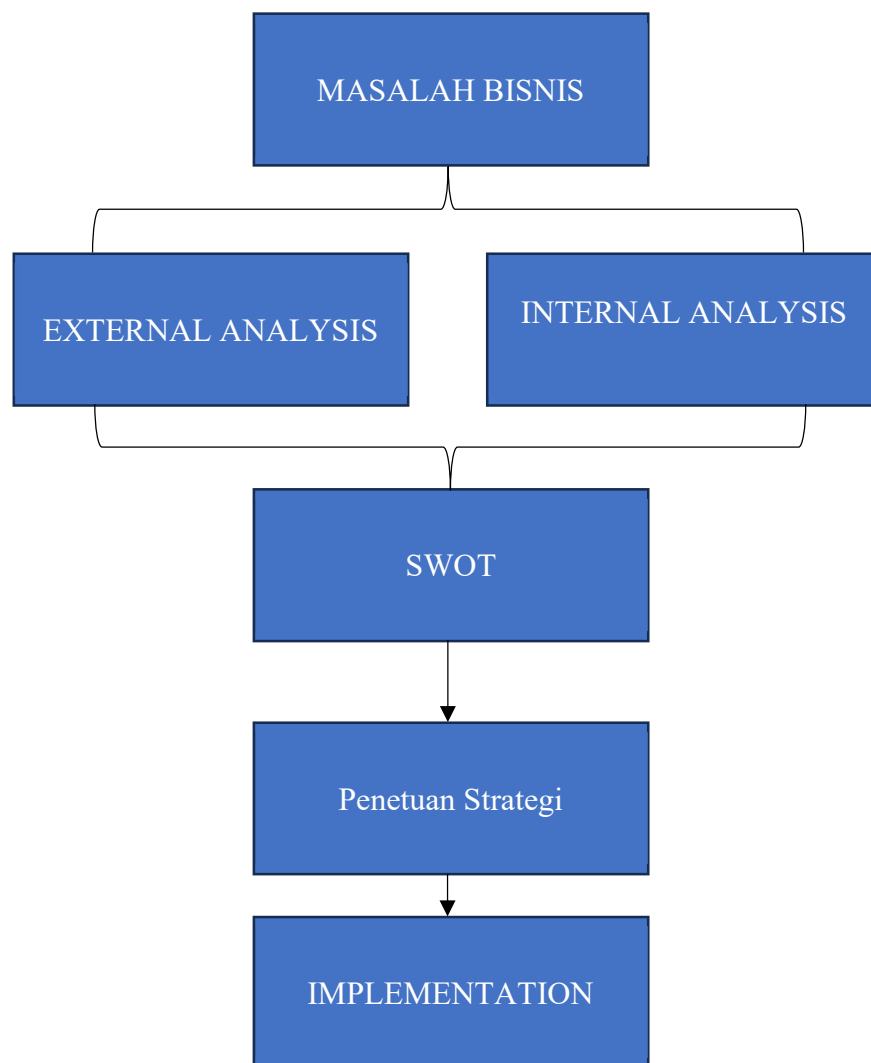 MASALAH BISNIS
EXTERNAL ANALYSIS
INTERNAL ANALYSIS
SWOT
Penetuan Strategi
IMPLEMENTATION